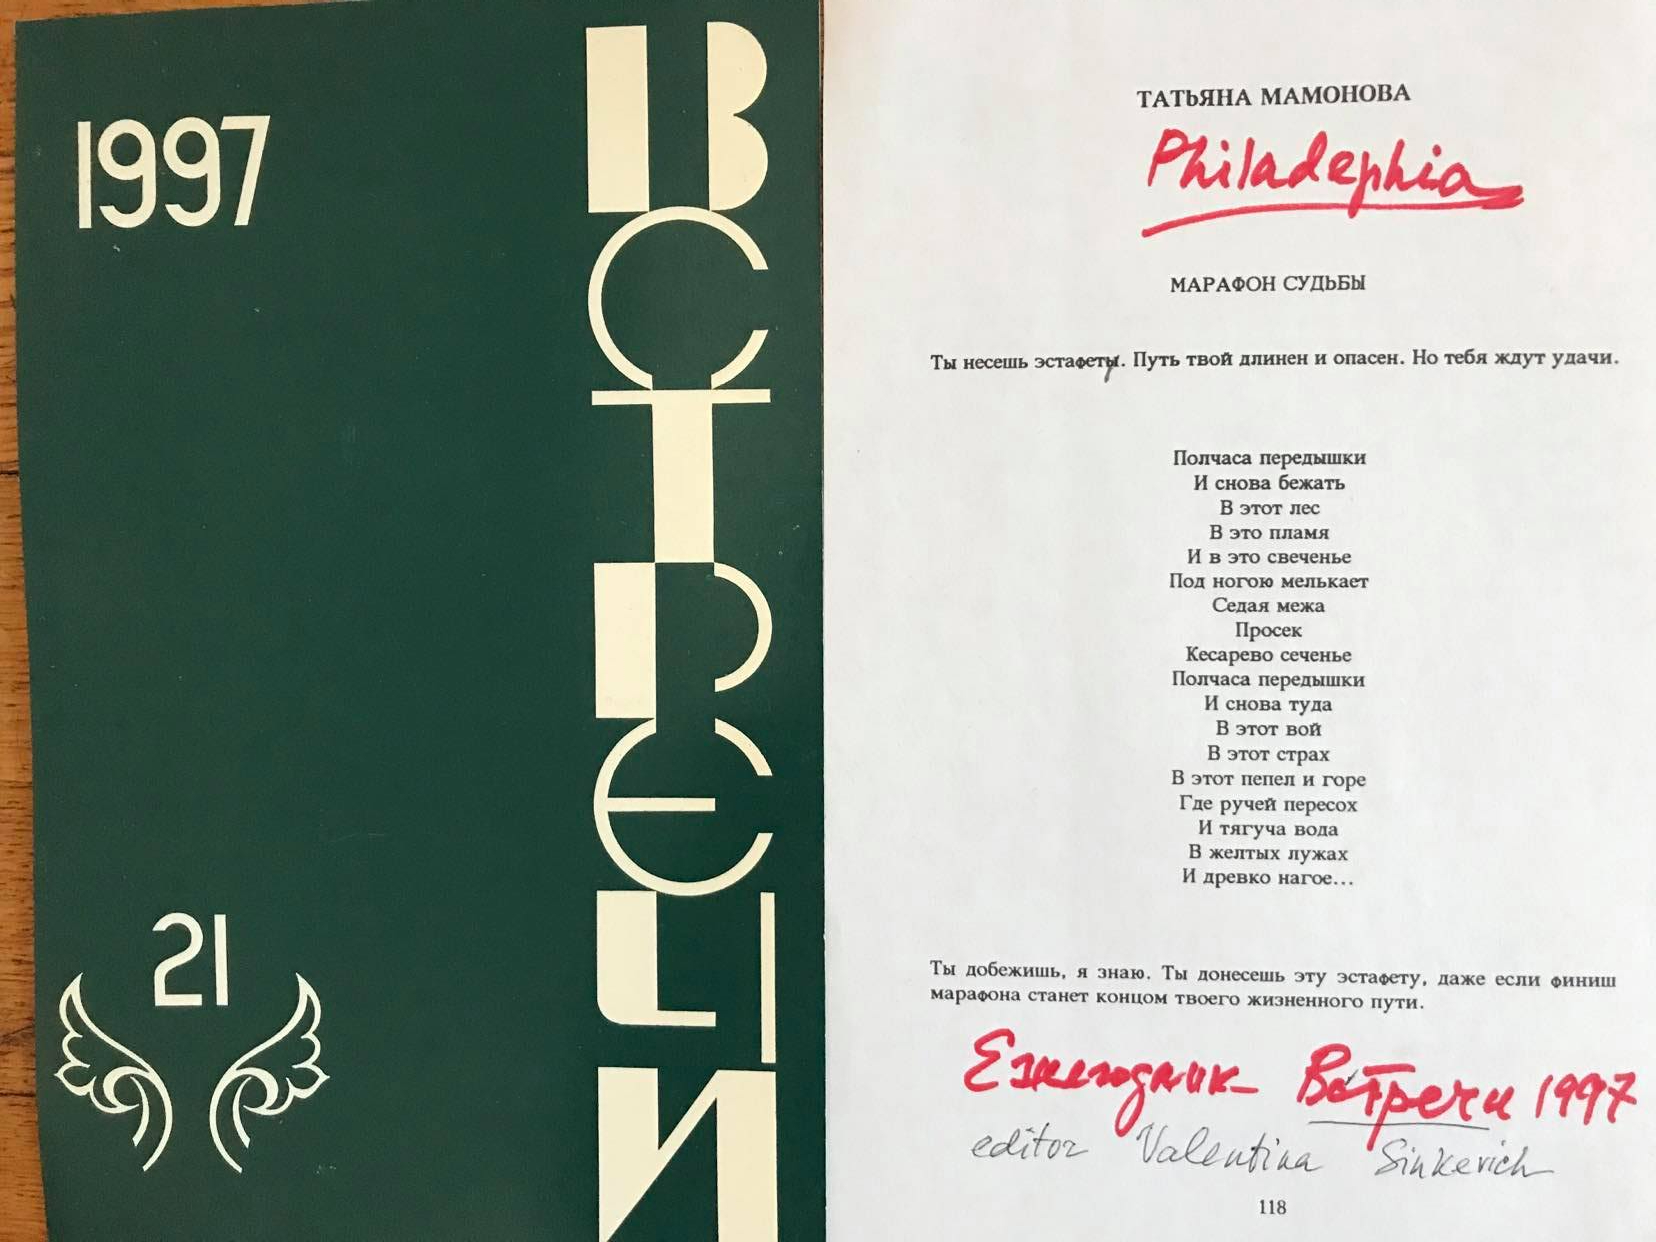 1997
ВСТРЕЧИ
21
ТАТЬЯНА МАМОНОВА
Philadephia
МАРАФОН СУДЬБЫ
Ты несешь эстафету. Путь твой длинен и опасен. Но тебя ждут удачи.
Полчаса передышки
И снова бежать
В этот лес
В это пламя
И в это свеченье
Под ногою мелькает
Седая межа
Просек
Кесарево сеченье
Полчаса передышки
И снова туда
В этот вой
В этот страх
В этот пепел и горе
Где ручей пересох
И тягуча вода
В желтых лужах
И древко нагое...
Ты добежишь, я знаю. Ты донесешь эту эстафету, даже если финиш
марафона станет концом твоего жизненного пути.
Ежегодник Встречи 1997
editor Valentina Sinkevich
118